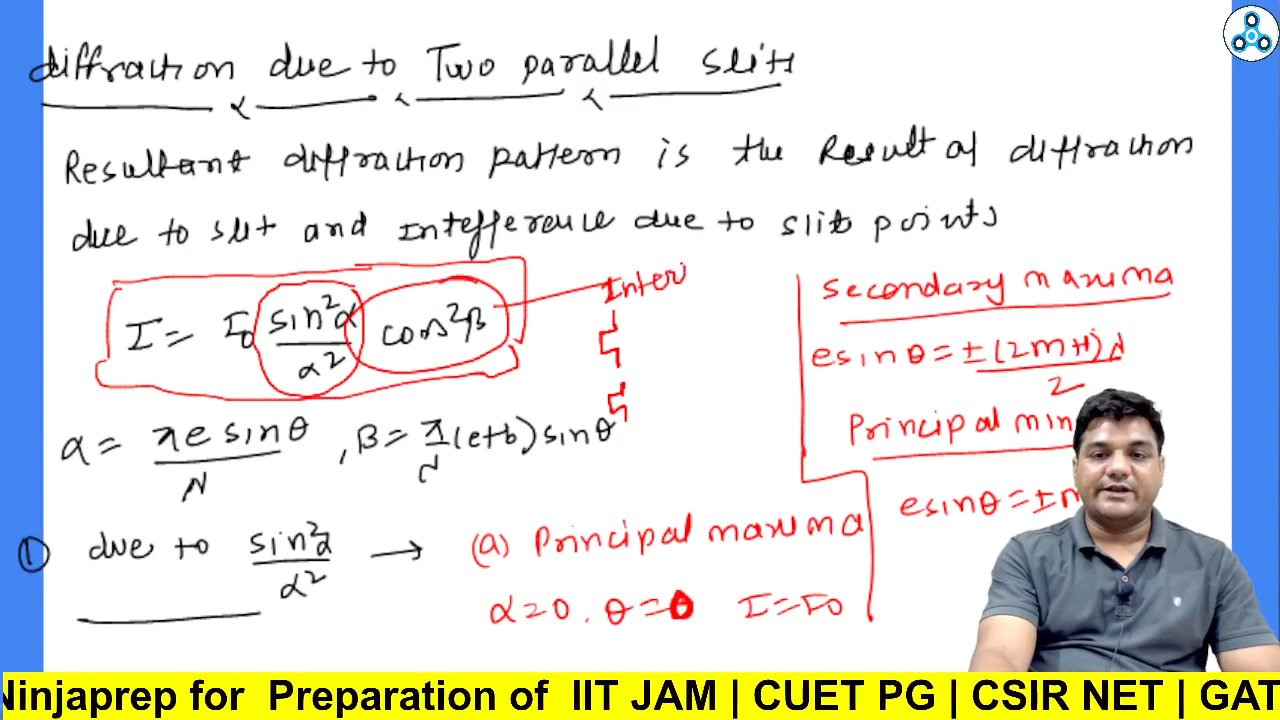 diffraction due to Two parallel slits
Resultant diffraction pattern is the Result of diffraction
due to slit and Intefference due to slit points
I = I0 sin²α/α² cos²β
Inter
α = πe sinθ/λ , β = π/λ (e+b) sinθ
① due to sin²α/α² → (a) Principal maxima
α=0, θ=0 I=I0
Secondary maxima
e sinθ = ±(2m+1)λ/2
Principal min
e sinθ = ±m
Ninjaprep for Preparation of IIT JAM | CUET PG | CSIR NET | GAT